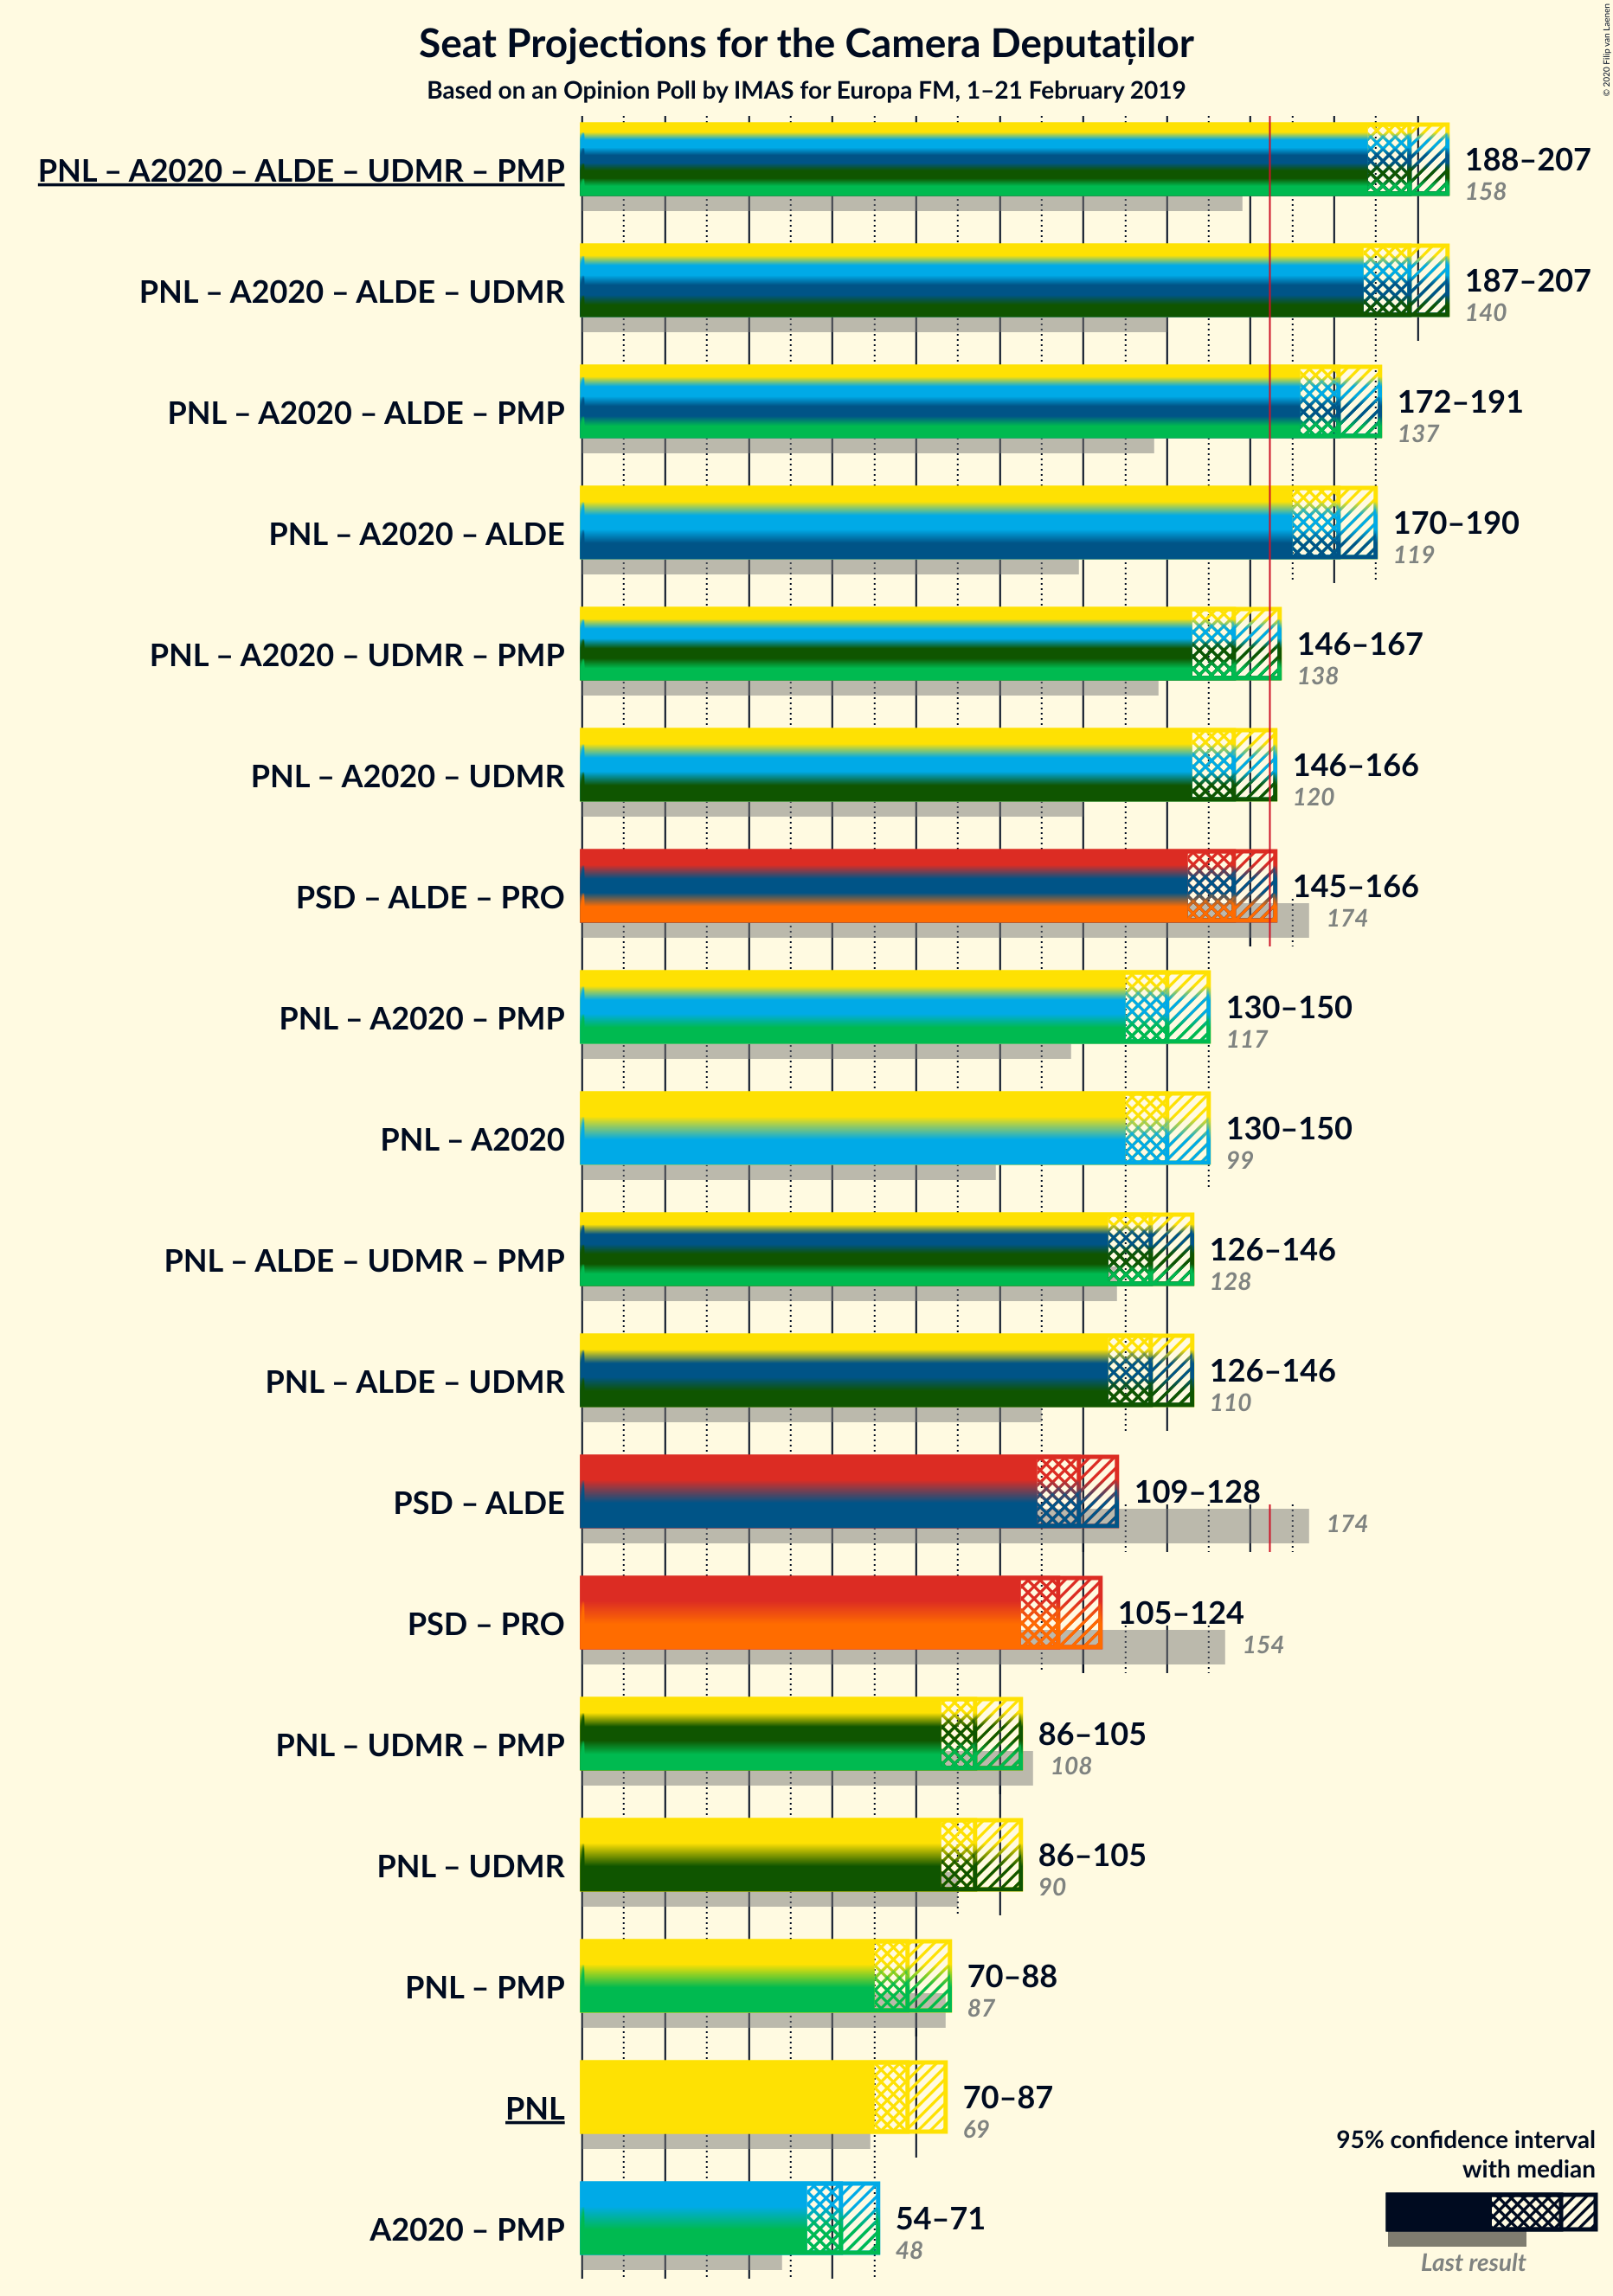 Seat Projections for the Camera Deputaților
Based on an Opinion Poll by IMAS for Europa FM, 1–21 February 2019
© 2020 Filip van Laenen
PNL – A2020 – ALDE – UDMR – PMP
188–207
158
PNL – A2020 – ALDE – UDMR
187–207
140
PNL – A2020 – ALDE – PMP
172–191
137
PNL – A2020 – ALDE
170–190
119
PNL – A2020 – UDMR – PMP
146–167
138
PNL – A2020 – UDMR
146–166
120
PSD – ALDE – PRO
145–166
174
PNL – A2020 – PMP
130–150
117
PNL – A2020
130–150
99
PNL – ALDE – UDMR – PMP
126–146
128
PNL – ALDE – UDMR
126–146
110
PSD – ALDE
109–128
174
PSD – PRO
105–124
154
PNL – UDMR – PMP
86–105
108
PNL – UDMR
86–105
90
PNL – PMP
70–88
87
PNL
70–87
69
A2020 – PMP
54–71
48
95% confidence interval
with median
Last result